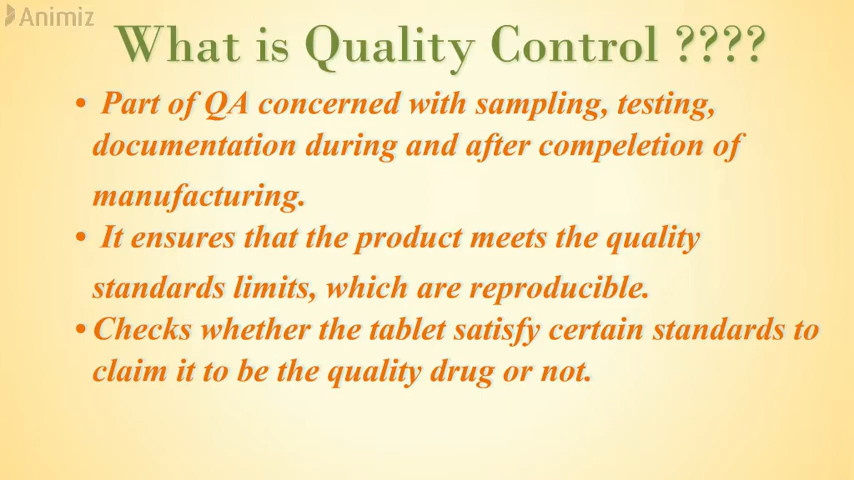 Animiz
What is Quality Control ????
• Part of QA concerned with sampling, testing,
documentation during and after compeletion of
manufacturing.
• It ensures that the product meets the quality
standards limits, which are reproducible.
• Checks whether the tablet satisfy certain standards to
claim it to be the quality drug or not.